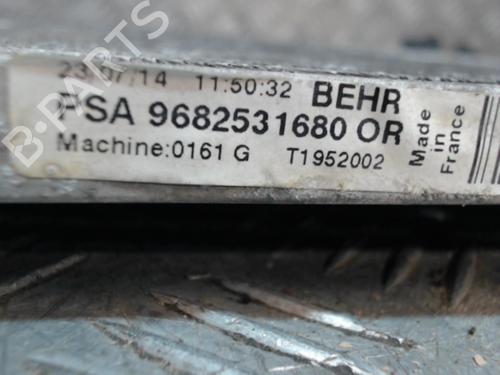 23/07/14 11:50:32 BEHR
PSA 9682531680 OR
Machine:0161 G T1952002
Made
in
France
B-PARTS